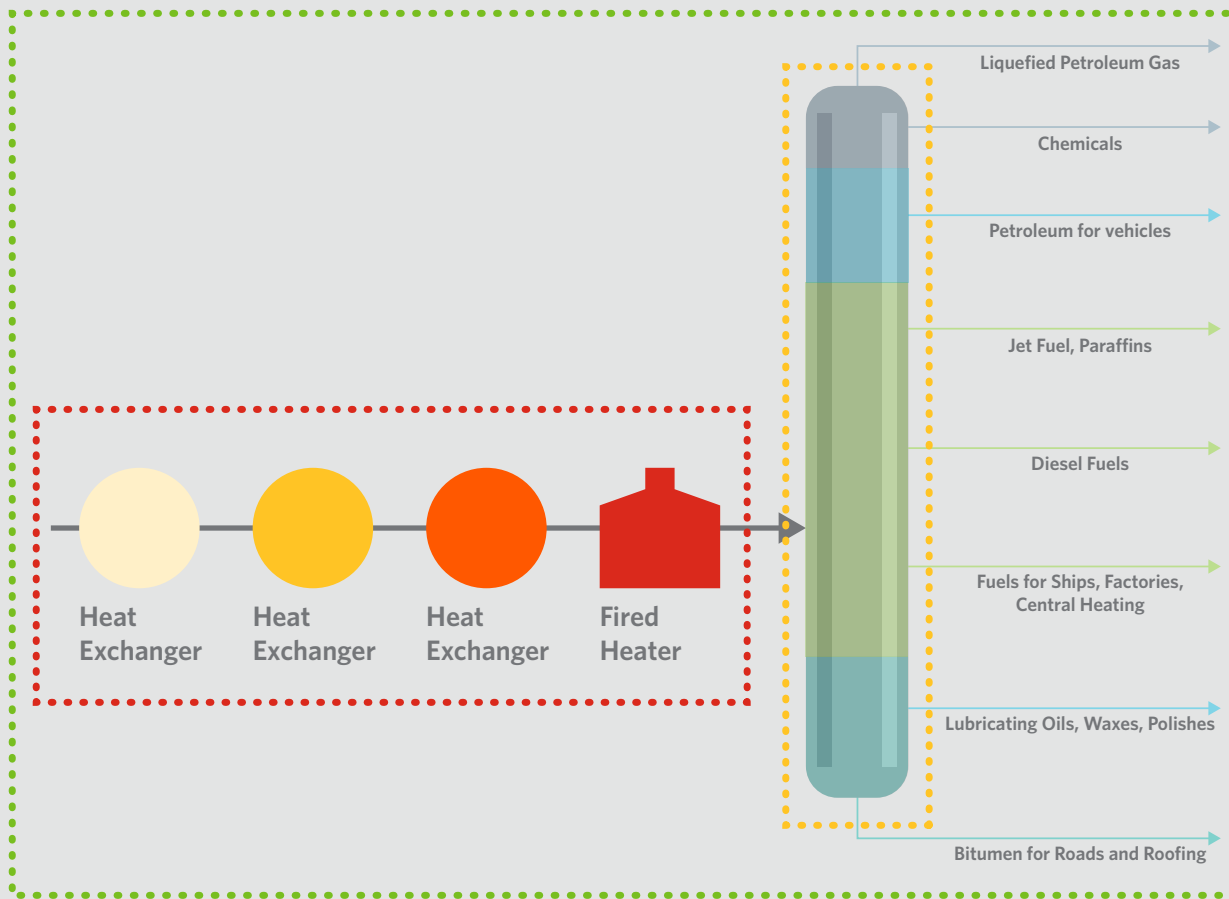 Liquefied Petroleum Gas
Chemicals
Petroleum for vehicles
Jet Fuel, Paraffins
Diesel Fuels
Fuels for Ships, Factories,
Central Heating
Lubricating Oils, Waxes, Polishes
Bitumen for Roads and Roofing
Heat
Exchanger
Heat
Exchanger
Heat
Exchanger
Fired
Heater